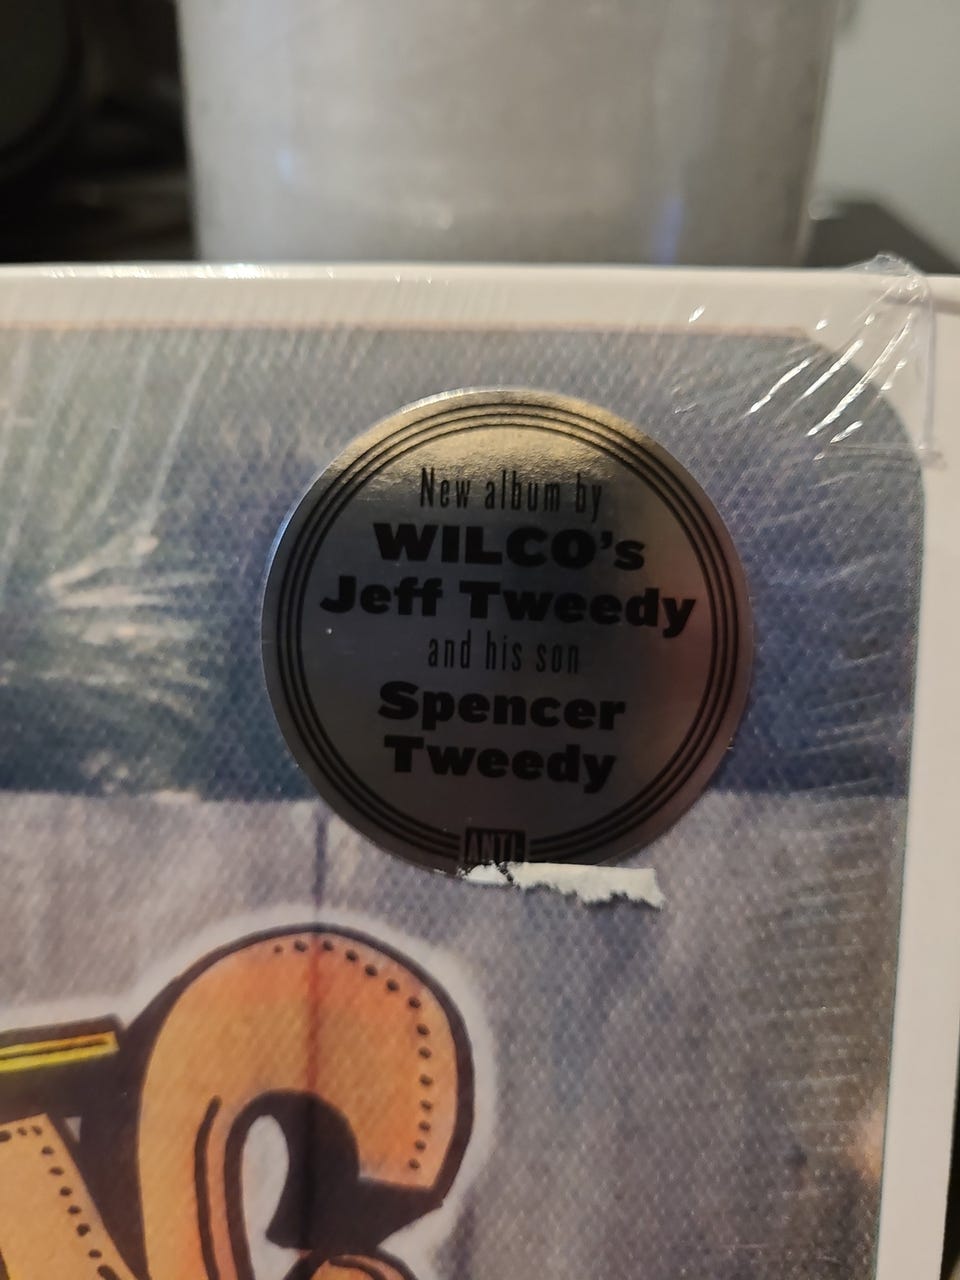 New album by
WILCO's
Jeff Tweedy
and his son
Spencer
Tweedy
ANTI-